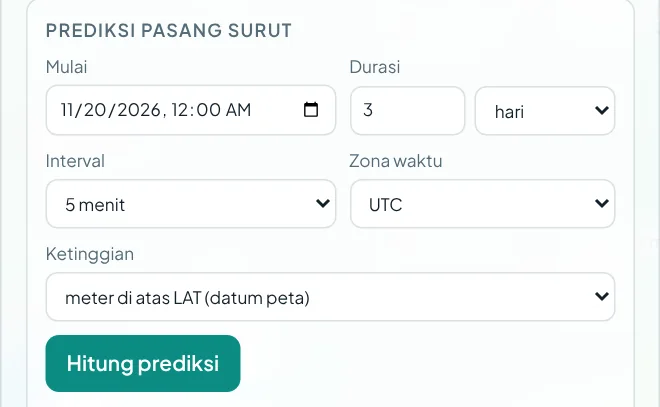 PREDIKSI PASANG SURUT
Mulai Durasi
11/20/2026, 12:00 AM 3 hari
Interval Zona waktu
5 menit UTC
Ketinggian
meter di atas LAT (datum peta)
Hitung prediksi